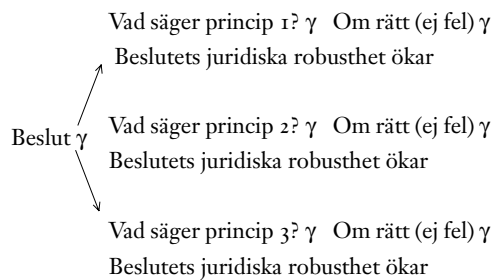 Vad säger princip 1? γ Om rätt (ej fel) γ
Beslutets juridiska robusthet ökar
Beslut γ Vad säger princip 2? γ Om rätt (ej fel) γ
Beslutets juridiska robusthet ökar
Vad säger princip 3? γ Om rätt (ej fel) γ
Beslutets juridiska robusthet ökar